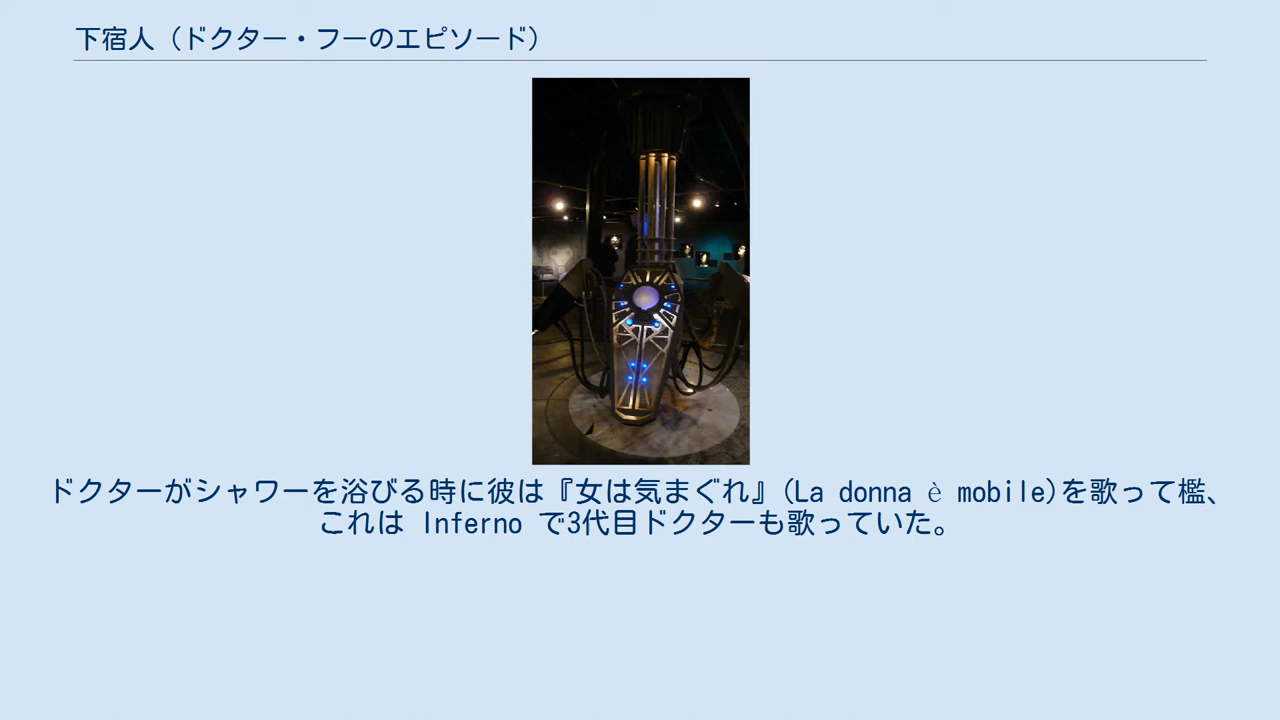 下宿人（ドクター・フーのエピソード）
ドクターがシャワーを浴びる時に彼は『女は気まぐれ』(La donna è mobile)を歌って檻、
これは Inferno で3代目ドクターも歌っていた。